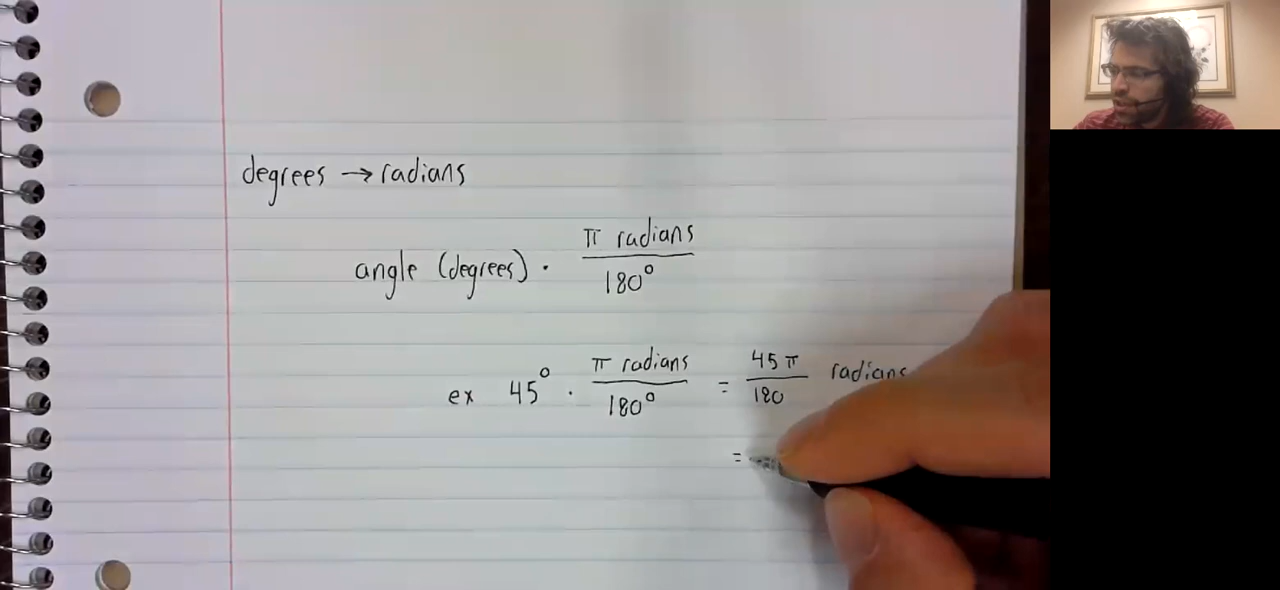 degrees → radians
angle (degrees) · π radians / 180°
ex 45° · π radians / 180° = 45π / 180 radians
=